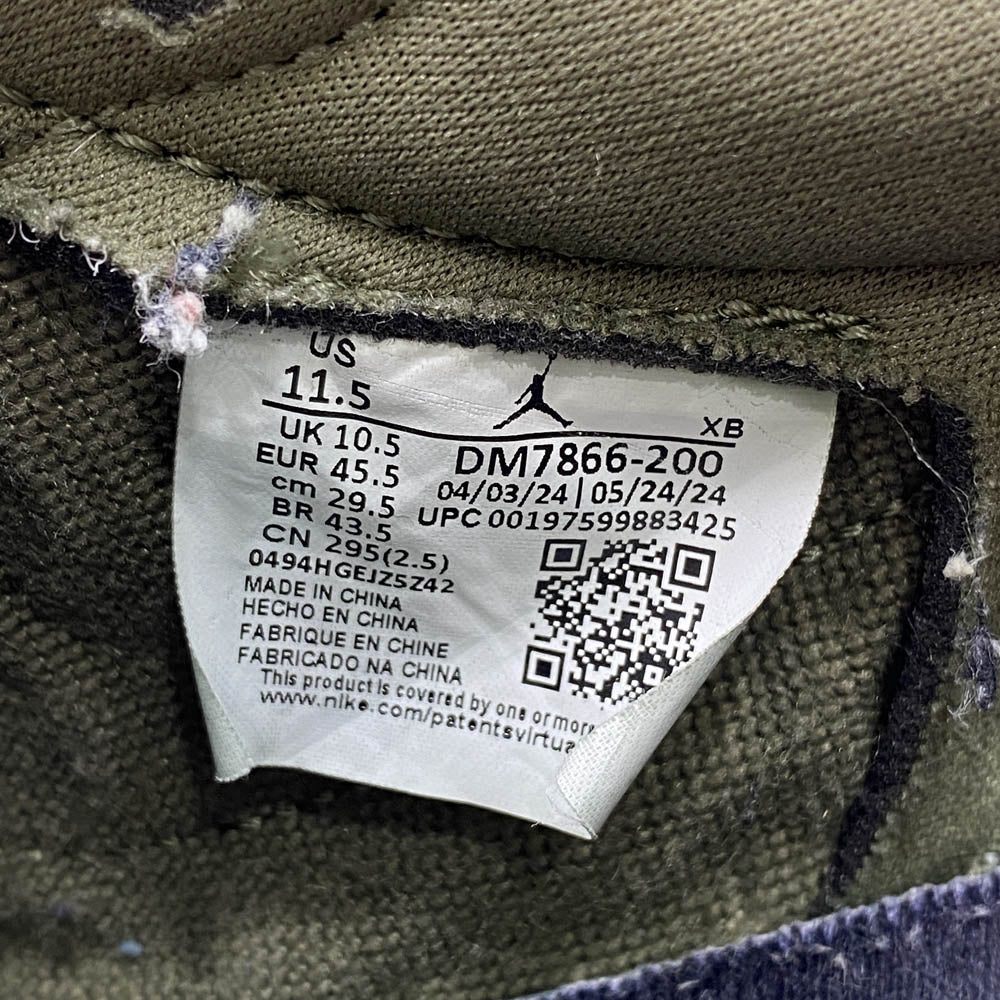 US
11.5
XB
UK 10.5
EUR 45.5
cm 29.5
BR 43.5
CN 295(2.5)
0494HGEJZ5Z42
DM7866-200
04/03/24 | 05/24/24
UPC 00197599883425
MADE IN CHINA
HECHO EN CHINA
FABRIQUE EN CHINE
FABRICADO NA CHINA
This product is covered by one or more
www.nike.com/patentsvirtua